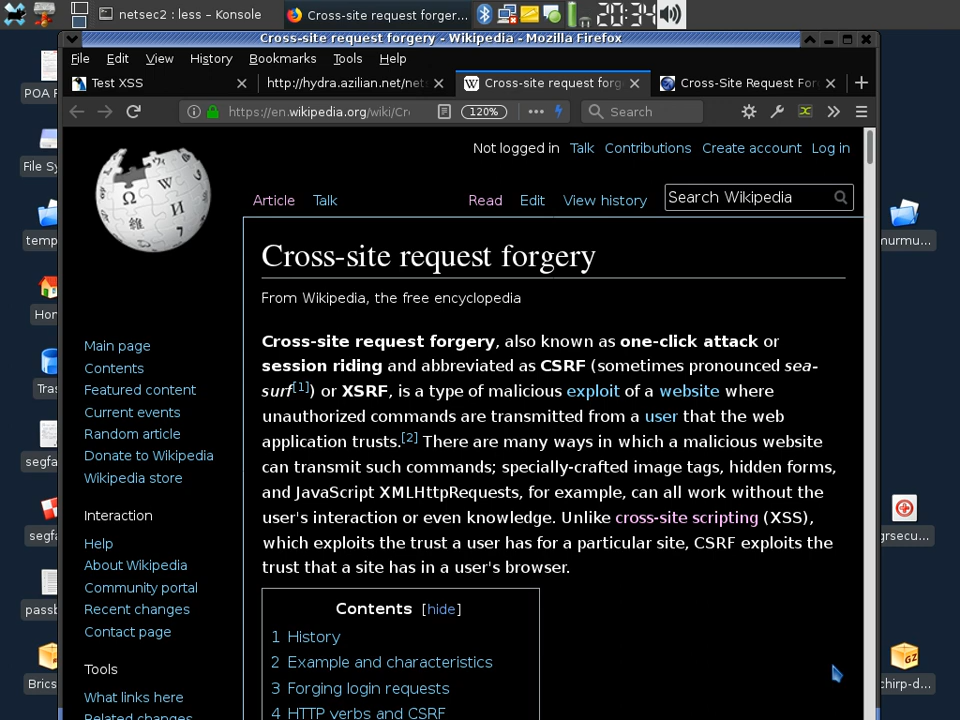 netsec2 : less – Konsole
Cross-site request forger...
20:34
Cross-site request forgery - Wikipedia - Mozilla Firefox
File Edit View History Bookmarks Tools Help
Test XSS
http://hydra.azilian.net/net
Cross-site request forg
Cross-Site Request For
https://en.wikipedia.org/wiki/Cr
120%
Search
Not logged in Talk Contributions Create account Log in
Article Talk Read Edit View history Search Wikipedia
Cross-site request forgery
From Wikipedia, the free encyclopedia
Cross-site request forgery, also known as one-click attack or
session riding and abbreviated as CSRF (sometimes pronounced sea-
surf[1]) or XSRF, is a type of malicious exploit of a website where
unauthorized commands are transmitted from a user that the web
application trusts.[2] There are many ways in which a malicious website
can transmit such commands; specially-crafted image tags, hidden forms,
and JavaScript XMLHttpRequests, for example, can all work without the
user's interaction or even knowledge. Unlike cross-site scripting (XSS),
which exploits the trust a user has for a particular site, CSRF exploits the
trust that a site has in a user's browser.
Contents [hide]
1 History
2 Example and characteristics
3 Forging login requests
4 HTTP verbs and CSRF
Main page
Contents
Featured content
Current events
Random article
Donate to Wikipedia
Wikipedia store
Interaction
Help
About Wikipedia
Community portal
Recent changes
Contact page
Tools
What links here
Related changes
POA F
File Sy
temp
Hon
Tras
segfa
segfa
passb
Brics
murmu...
grsecu...
chirp-d...
GZ